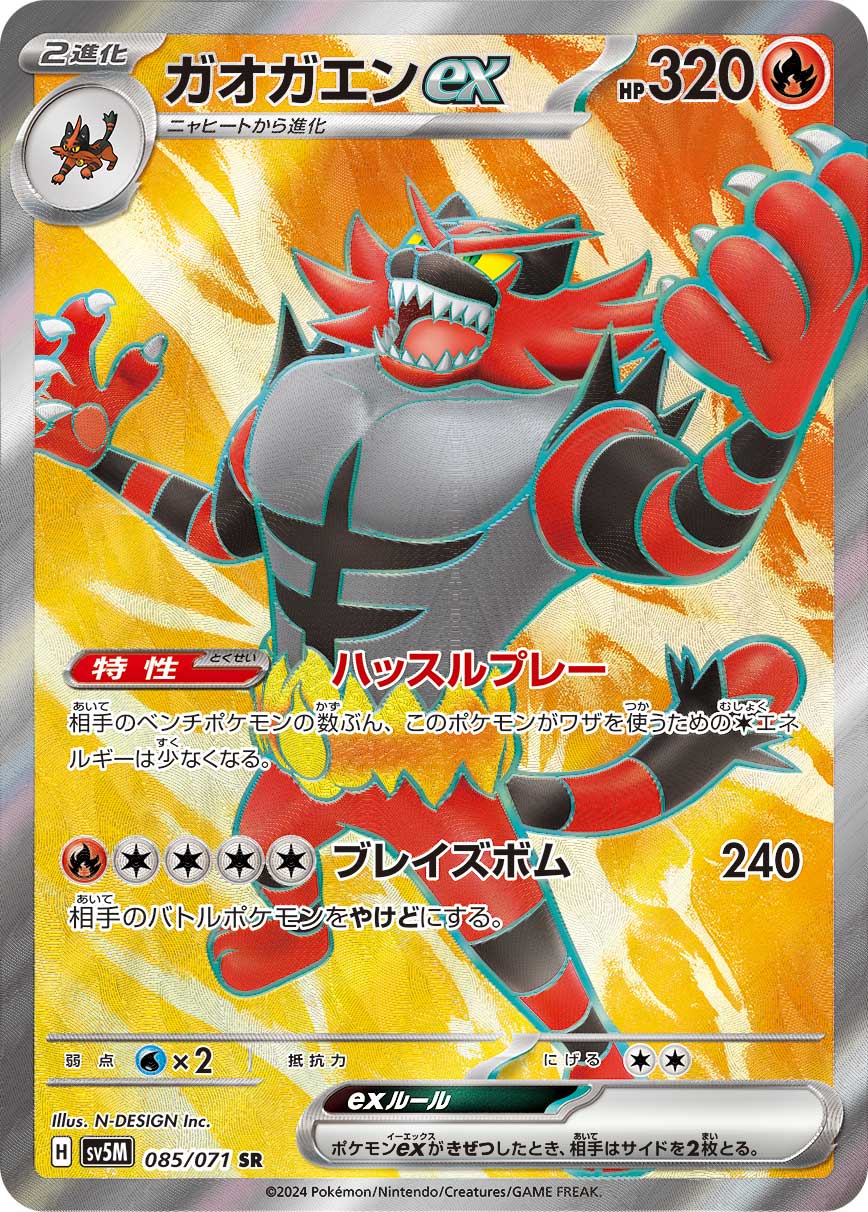 2進化
ガオガエンex
HP320
ニャヒートから進化
特性
とくせい
ハッスルプレー
相手のベンチポケモンの数ぶん、このポケモンがワザを使うための エネ
あいて かず つか むしょく
ルギーは少なくなる。
すく
ブレイズボム 240
相手のバトルポケモンをやけどにする。
あいて
弱点 ×2 抵抗力 にげる
exルール
ポケモンexがきぜつしたとき、相手はサイドを2枚とる。
イーエックス あいて まい
Illus. N-DESIGN Inc.
H sv5M 085/071 SR
©2024 Pokémon/Nintendo/Creatures/GAME FREAK.